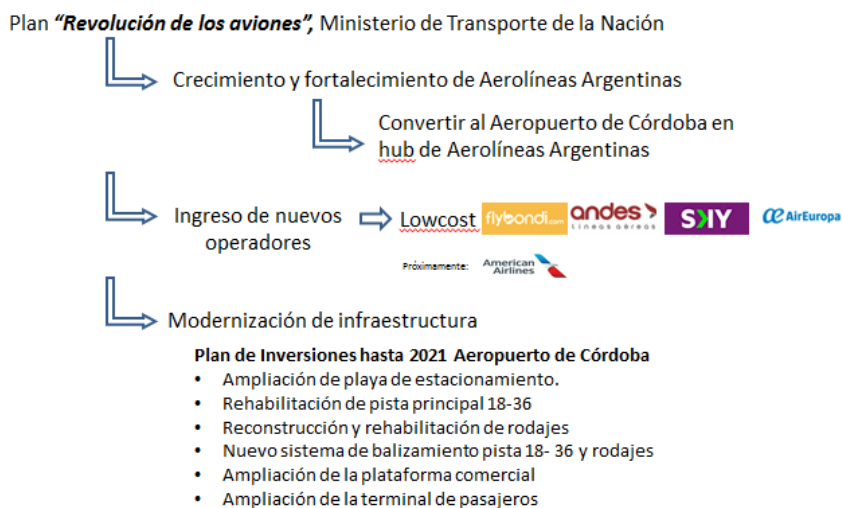 Plan “Revolución de los aviones”, Ministerio de Transporte de la Nación
Crecimiento y fortalecimiento de Aerolíneas Argentinas
Convertir al Aeropuerto de Córdoba en
hub de Aerolíneas Argentinas
Ingreso de nuevos
operadores
Lowcost
flybondi.com
andes
Líneas Aéreas
SKY
AirEuropa
Próximamente:
American
Airlines
Modernización de infraestructura
Plan de Inversiones hasta 2021 Aeropuerto de Córdoba
• Ampliación de playa de estacionamiento.
• Rehabilitación de pista principal 18-36
• Reconstrucción y rehabilitación de rodajes
• Nuevo sistema de balizamiento pista 18- 36 y rodajes
• Ampliación de la plataforma comercial
• Ampliación de la terminal de pasajeros